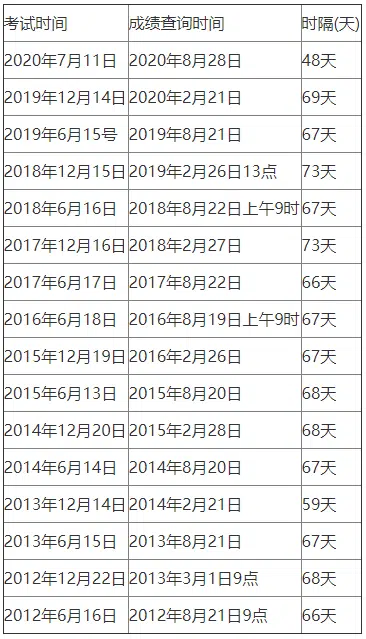 考试时间 成绩查询时间 时隔(天)
2020年7月11日 2020年8月28日 48天
2019年12月14日 2020年2月21日 69天
2019年6月15号 2019年8月21日 67天
2018年12月15日 2019年2月26日13点 73天
2018年6月16日 2018年8月22日上午9时 67天
2017年12月16日 2018年2月27日 73天
2017年6月17日 2017年8月22日 66天
2016年6月18日 2016年8月19日上午9时 67天
2015年12月19日 2016年2月26日 67天
2015年6月13日 2015年8月20日 68天
2014年12月20日 2015年2月28日 68天
2014年6月14日 2014年8月20日 67天
2013年12月14日 2014年2月21日 59天
2013年6月15日 2013年8月21日 67天
2012年12月22日 2013年3月1日9点 68天
2012年6月16日 2012年8月21日9点 66天